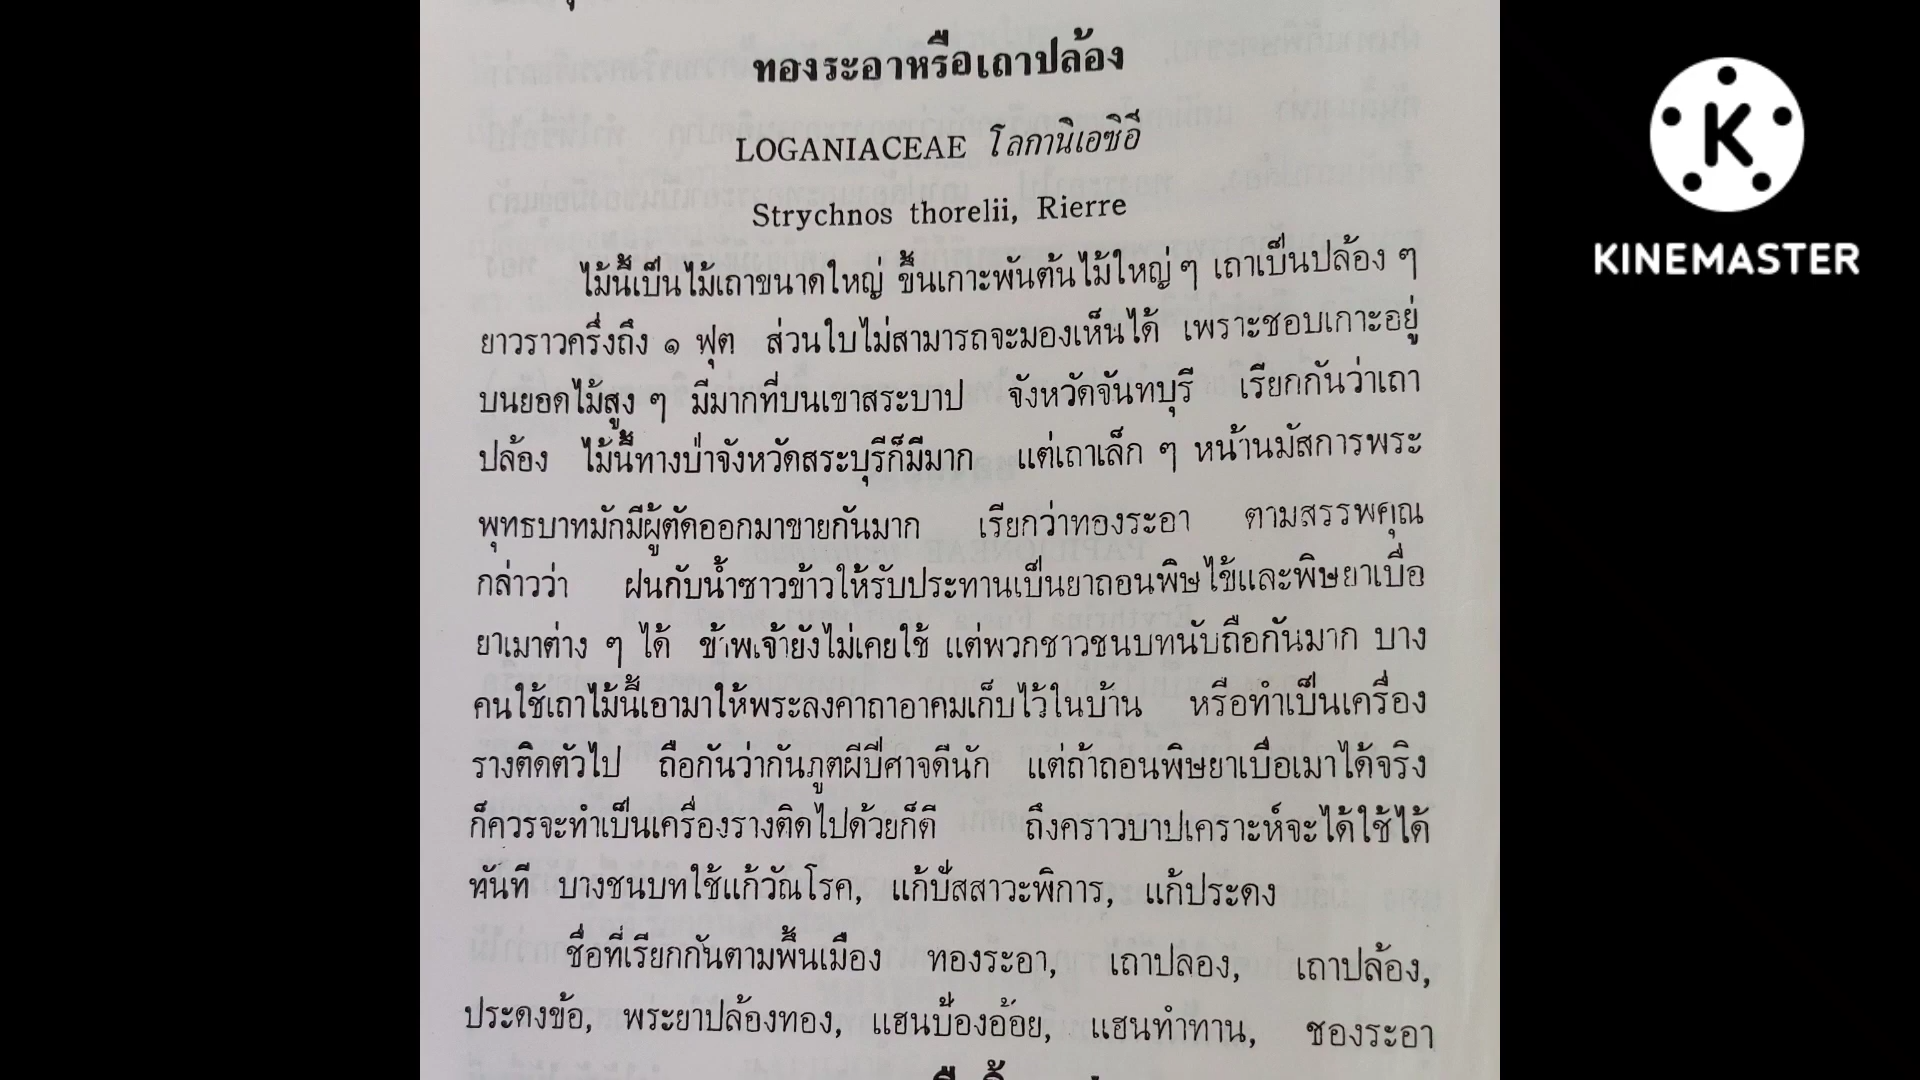 ทองระอาหรือเถาปล้อง
LOGANIACEAE โลกานิเอซิอี
Strychnos thorelii, Rierre
ไม้นี้เป็นไม้เถาขนาดใหญ่ ขึ้นเกาะพันต้นไม้ใหญ่ ๆ เถาเป็นปล้อง ๆ
ยาวราวครึ่งถึง ๑ ฟุต ส่วนใบไม่สามารถจะมองเห็นได้ เพราะชอบเกาะอยู่
บนยอดไม้สูง ๆ มีมากที่บนเขาสระบาป จังหวัดจันทบุรี เรียกกันว่าเถา
ปล้อง ไม้นี้ทางป่าจังหวัดสระบุรีก็มีมาก แต่เถาเล็ก ๆ หน้านมัสการพระ
พุทธบาทมักมีผู้ตัดออกมาขายกันมาก เรียกว่าทองระอา ตามสรรพคุณ
กล่าวว่า ฝนกับน้ำซาวข้าวให้รับประทานเป็นยาถอนพิษไข้และพิษยาเบื่อ
ยาเมาต่าง ๆ ได้ ข้าพเจ้ายังไม่เคยใช้ แต่พวกชาวชนบทนับถือกันมาก บาง
คนใช้เถาไม้นี้เอามาให้พระลงคาถาอาคมเก็บไว้ในบ้าน หรือทำเป็นเครื่อง
รางติดตัวไป ถือกันว่ากันภูตผีปีศาจดีนัก แต่ถ้าถอนพิษยาเบื่อเมาได้จริง
ก็ควรจะทำเป็นเครื่องรางติดไปด้วยก็ดี ถึงคราวบาปเคราะห์จะได้ใช้ได้
ทันที บางชนบทใช้แก้วัณโรค, แก้ปัสสาวะพิการ, แก้ประดง
ชื่อที่เรียกกันตามพื้นเมือง ทองระอา, เถาปลอง, เถาปล้อง,
ประดงข้อ, พระยาปล้องทอง, แฮนป้องอ้อย, แฮนทำทาน, ชองระอา
K
KINEMASTER